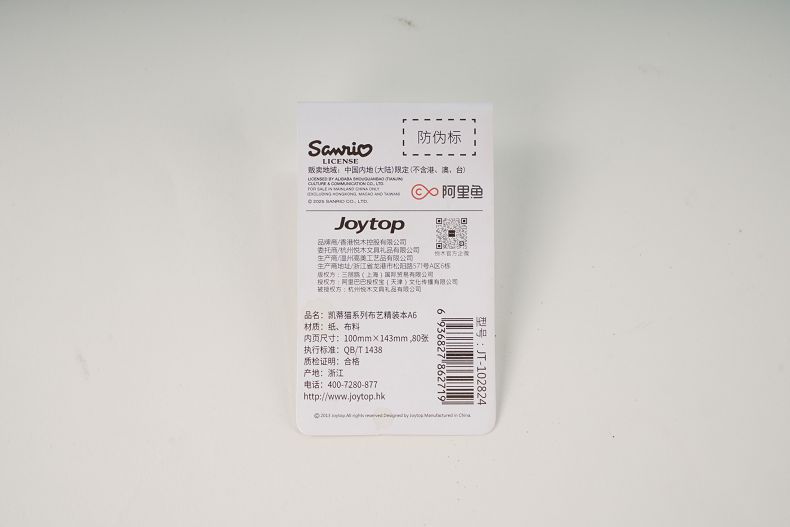 防伪标
Sanrio
LICENSE
贩卖地域：中国内地(大陆)限定(不含港、澳、台)
LICENSED BY ALIBABA SHOUQUANBAO (TIANJIN)
CULTURE & COMMUNICATION CO., LTD.
FOR SALE IN MAINLAND CHINA ONLY
(EXCLUDING HONGKONG, MACAO AND TAIWAN)
© 2025 SANRIO CO., LTD.
阿里鱼
Joytop
品牌商/香港悦木控股有限公司
委托商/杭州悦木文具礼品有限公司
生产商/温州高美工艺品有限公司
生产商地址/浙江省龙港市松阳路571号A区6栋
版权方：三丽鸥（上海）国际贸易有限公司
授权方：阿里巴巴授权宝（天津）文化传播有限公司
被授权方：杭州悦木文具礼品有限公司
悦木官方企微
品名：凯蒂猫系列布艺精装本A6
材质：纸、布料
内页尺寸：100mm×143mm ,80张
执行标准：QB/T 1438
质检证明：合格
产地：浙江
电话：400-7280-877
http://www.joytop.hk
6 936827 862719
型号：JT-102824
© 2013 Joytop All rights reserved Designed by Joytop Manufactured in China.